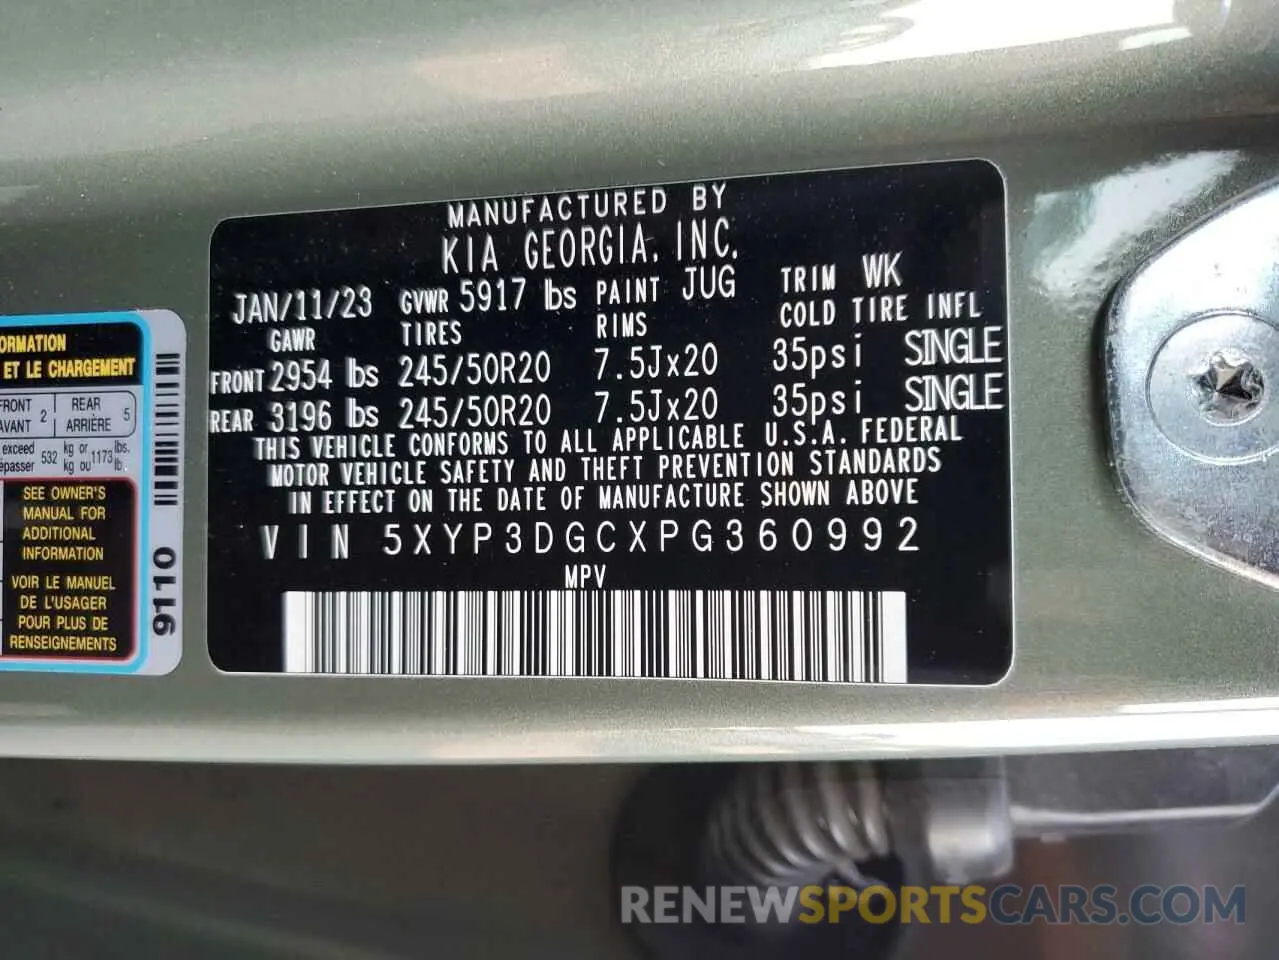 MANUFACTURED BY
KIA GEORGIA, INC.
JAN/11/23 GVWR 5917 lbs PAINT JUG TRIM WK
GAWR TIRES RIMS COLD TIRE INFL
FRONT 2954 lbs 245/50R20 7.5Jx20 35psi SINGLE
REAR 3196 lbs 245/50R20 7.5Jx20 35psi SINGLE
THIS VEHICLE CONFORMS TO ALL APPLICABLE U.S.A. FEDERAL
MOTOR VEHICLE SAFETY AND THEFT PREVENTION STANDARDS
IN EFFECT ON THE DATE OF MANUFACTURE SHOWN ABOVE
VIN 5XYP3DGCXPG360992
MPV
ET LE CHARGEMENT
FRONT 2 REAR 5
ARRIÈRE
exceed 532 kg or 1173 lbs.
kg ou lb.
SEE OWNER'S
MANUAL FOR
ADDITIONAL
INFORMATION
VOIR LE MANUEL
DE L'USAGER
POUR PLUS DE
RENSEIGNEMENTS
9110
RENEWSPORTSCARS.COM